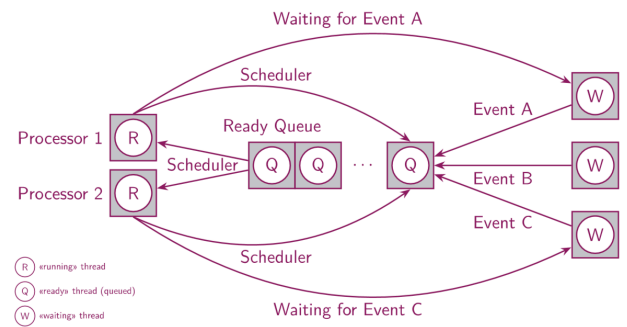 Waiting for Event A
Scheduler
W
Event A
Ready Queue
Processor 1
R
Scheduler
Q
Q
...
Q
W
Event B
Processor 2
R
Event C
W
Scheduler
Waiting for Event C
R «running» thread
Q «ready» thread (queued)
W «waiting» thread